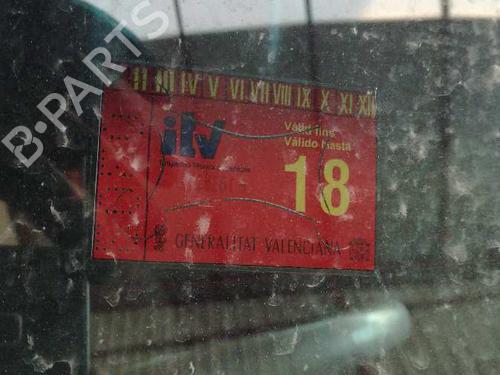 B-PARTS
II III IV V VI VII VIII IX X XI XII
itv
Vàlid fins
Válido hasta
18
GENERALITAT VALENCIANA